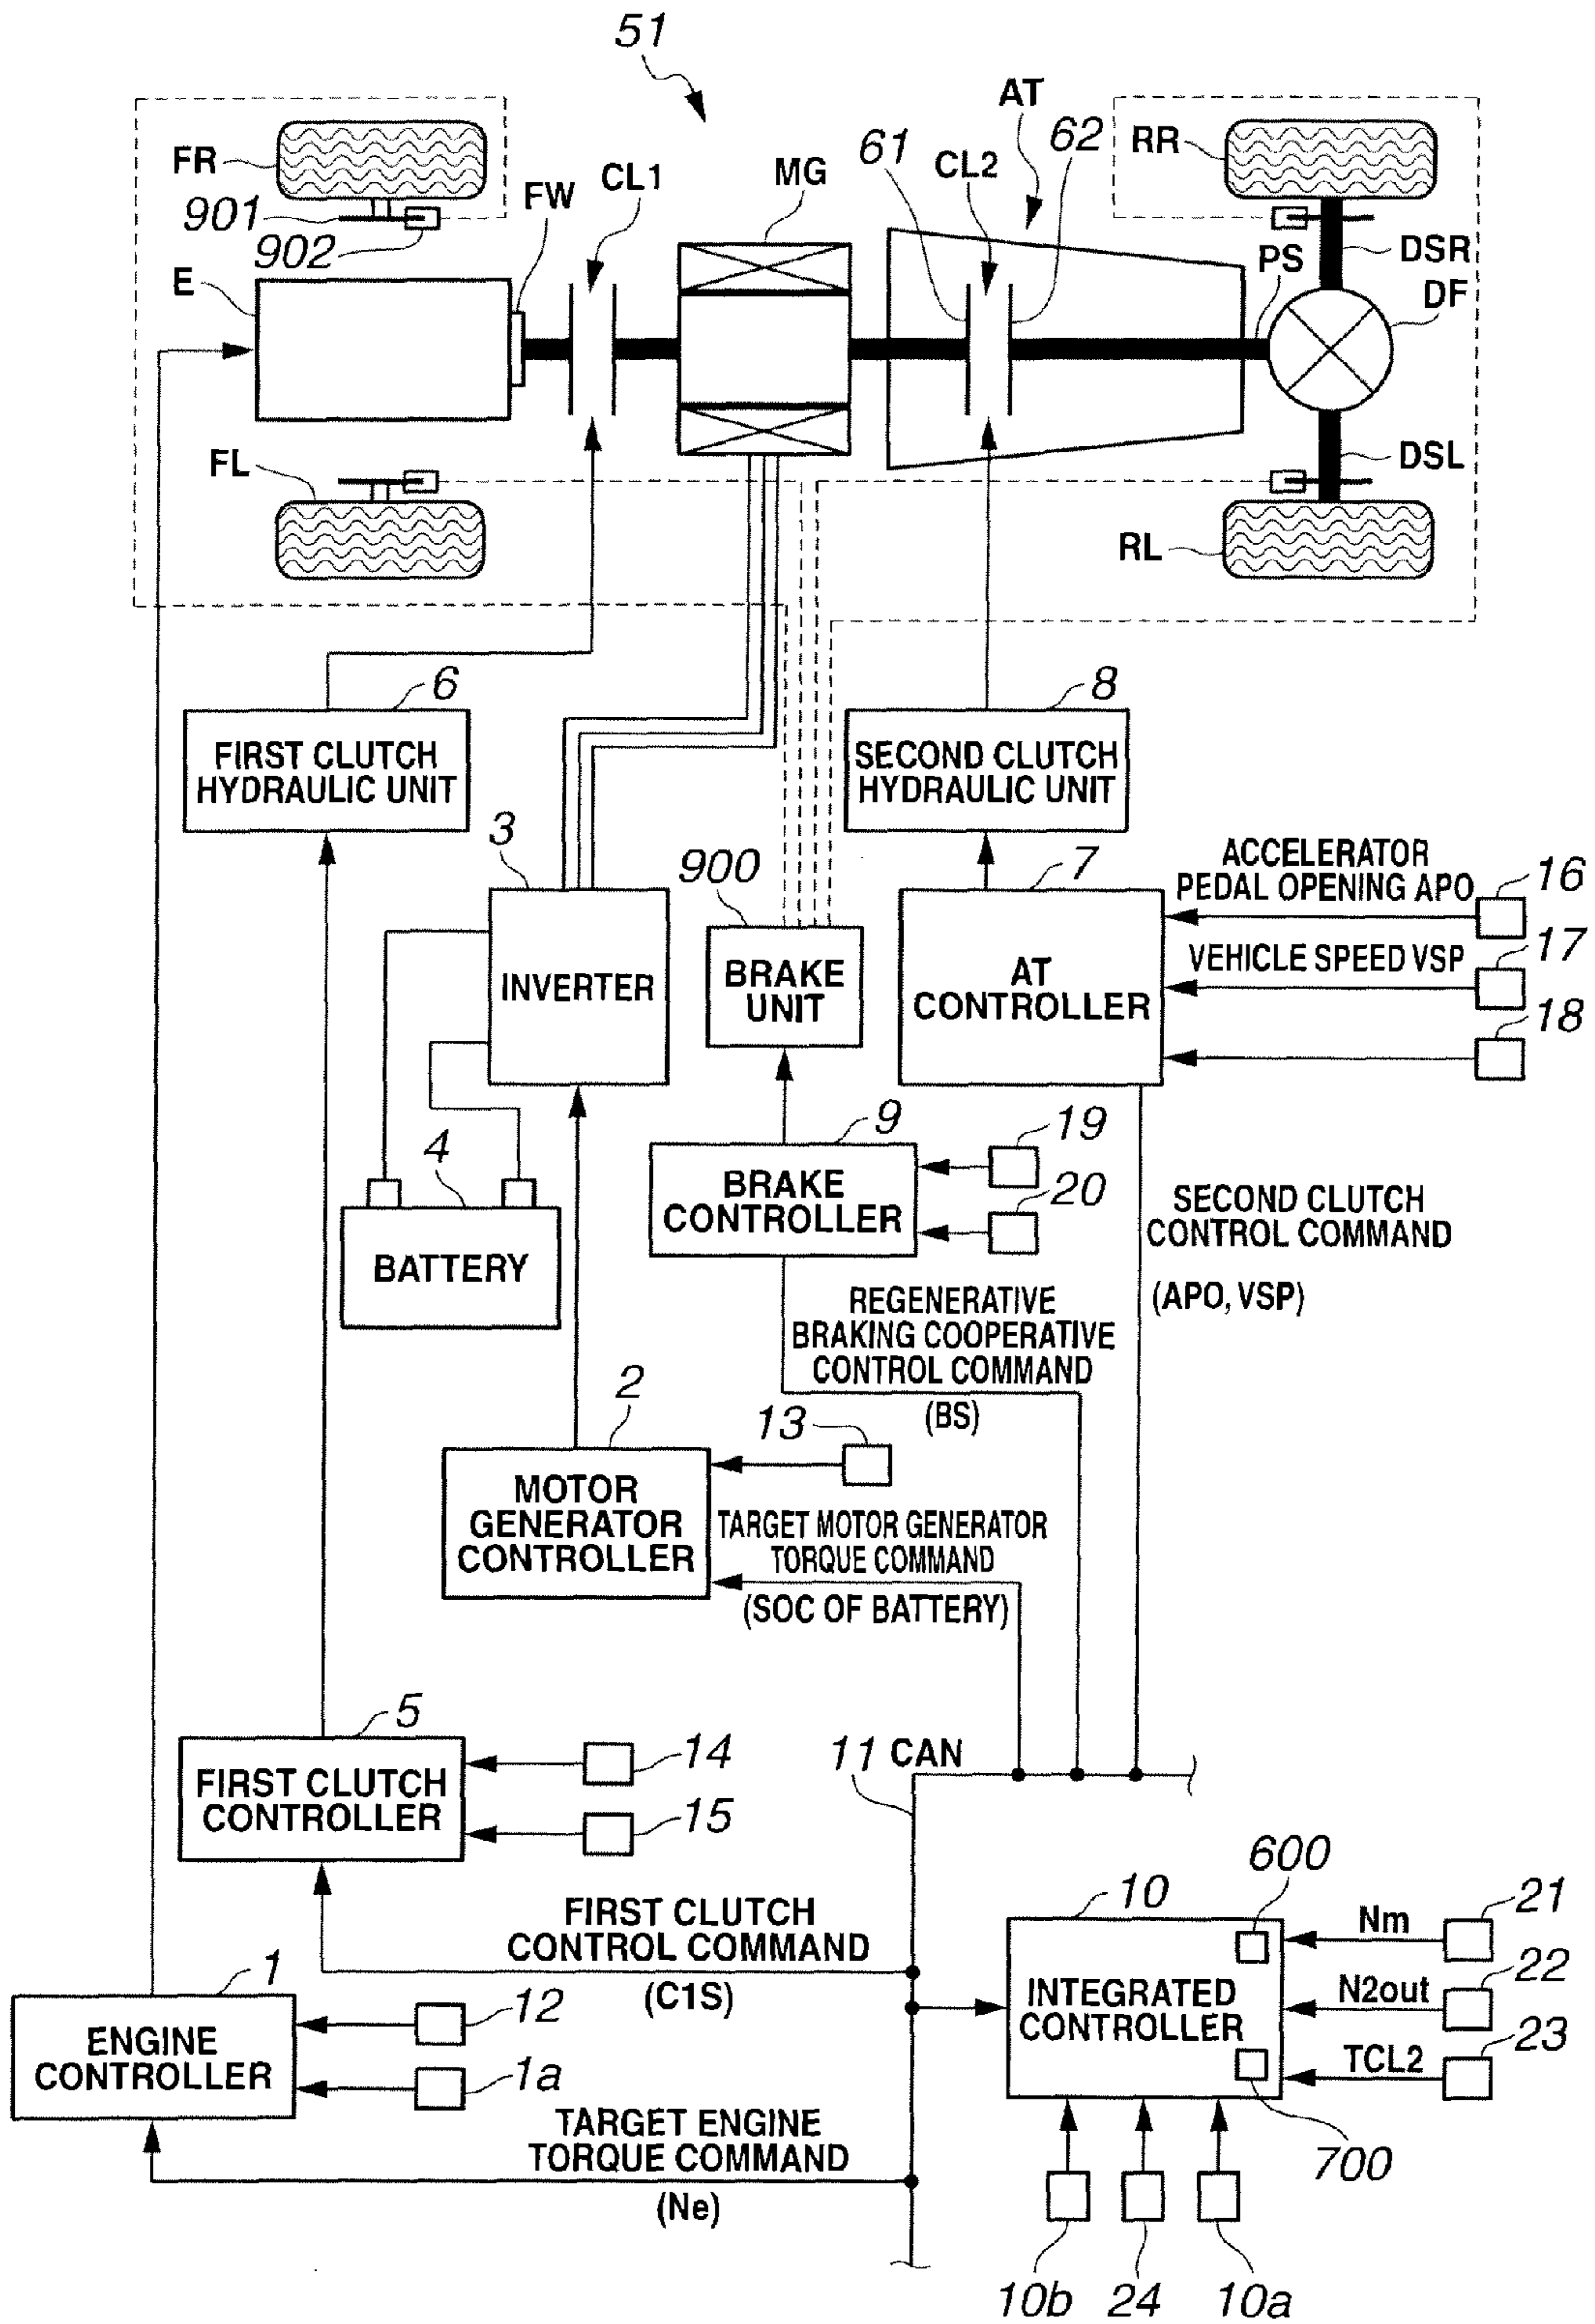 51
AT
FR
901
902
FW
CL1
MG
61
CL2
62
RR
E
PS
DSR
DF
FL
DSL
RL
6
FIRST CLUTCH
HYDRAULIC UNIT
8
SECOND CLUTCH
HYDRAULIC UNIT
3
INVERTER
900
BRAKE
UNIT
7
AT
CONTROLLER
ACCELERATOR
PEDAL OPENING APO
16
VEHICLE SPEED VSP
17
18
4
BATTERY
9
BRAKE
CONTROLLER
19
20
SECOND CLUTCH
CONTROL COMMAND
(APO, VSP)
REGENERATIVE
BRAKING COOPERATIVE
CONTROL COMMAND
(BS)
2
MOTOR
GENERATOR
CONTROLLER
13
TARGET MOTOR GENERATOR
TORQUE COMMAND
(SOC OF BATTERY)
5
FIRST CLUTCH
CONTROLLER
14
15
11 CAN
FIRST CLUTCH
CONTROL COMMAND
(C1S)
10
600
INTEGRATED
CONTROLLER
700
Nm
21
N2out
22
TCL2
23
1
ENGINE
CONTROLLER
12
1a
TARGET ENGINE
TORQUE COMMAND
(Ne)
10b
24
10a